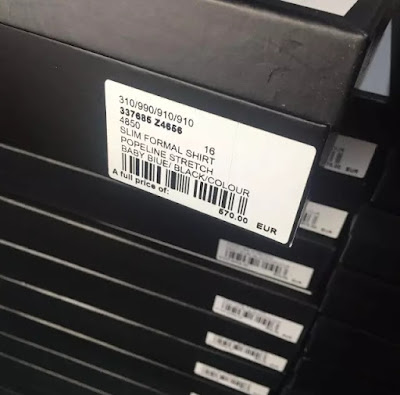 310/990/910/910
337685 Z4656
4850 16
SLIM FORMAL SHIRT
POPELINE STRETCH
BABY BLUE/ BLACK/COLOUR
A full price of:
570.00 EUR